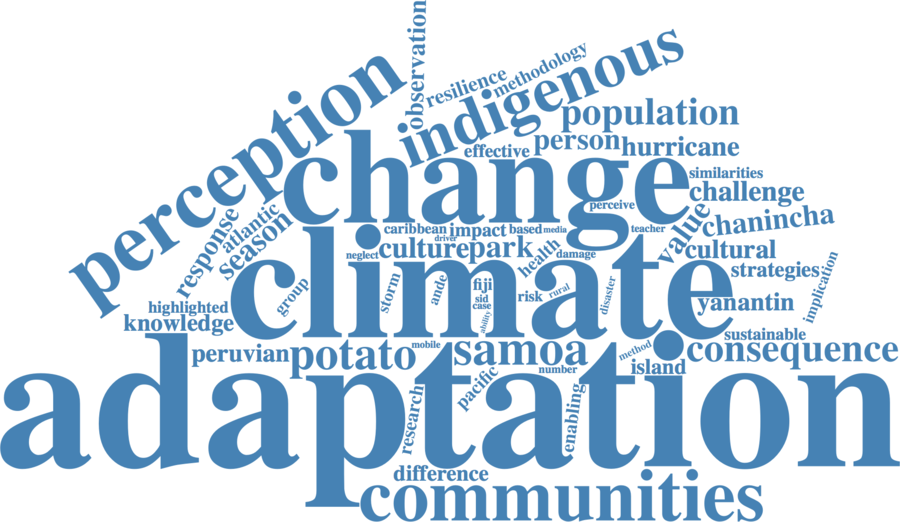 observation
resilience
methodology
perception
indigenous
population
person
hurricane
effective
change
similarities
challenge
perceive
response
atlantic
season
caribbean
impact
based
media
teacher
value
chanincha
driver
culture
park
health
damage
cultural
neglect
climate
strategies
implication
group
storm
ande
fiji
sid
case
ability
risk
rural
disaster
yanantin
highlighted
knowledge
sustainable
peruvian
potato
mobile
samoa
method
consequence
number
island
pacific
adaptation
research
enabling
difference
communities